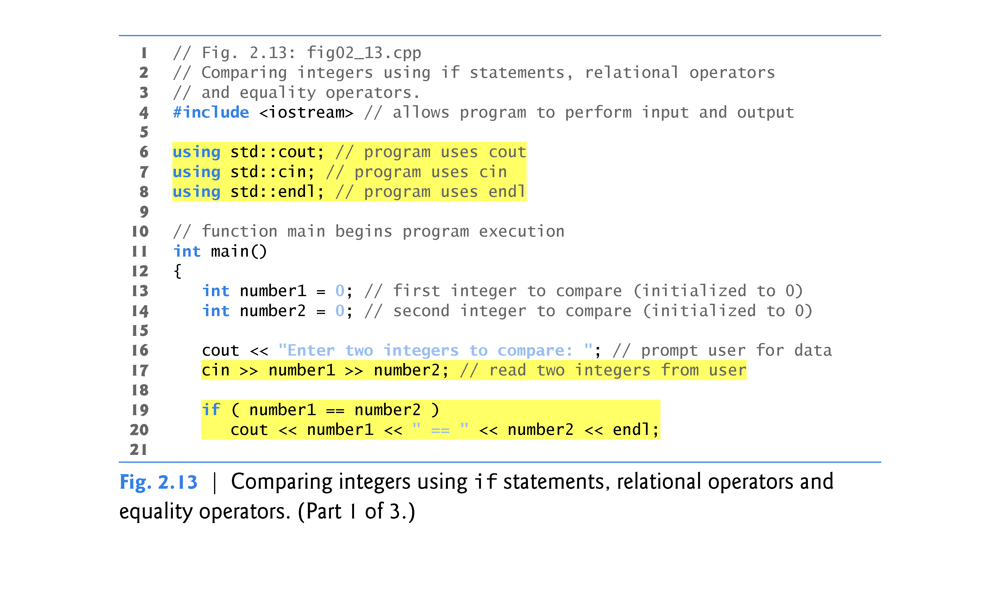 1 // Fig. 2.13: fig02_13.cpp
2 // Comparing integers using if statements, relational operators
3 // and equality operators.
4 #include <iostream> // allows program to perform input and output
5
6 using std::cout; // program uses cout
7 using std::cin; // program uses cin
8 using std::endl; // program uses endl
9
10 // function main begins program execution
11 int main()
12 {
13    int number1 = 0; // first integer to compare (initialized to 0)
14    int number2 = 0; // second integer to compare (initialized to 0)
15
16    cout << "Enter two integers to compare: "; // prompt user for data
17    cin >> number1 >> number2; // read two integers from user
18
19    if ( number1 == number2 )
20       cout << number1 << " == " << number2 << endl;
21
Fig. 2.13 | Comparing integers using if statements, relational operators and
equality operators. (Part 1 of 3.)